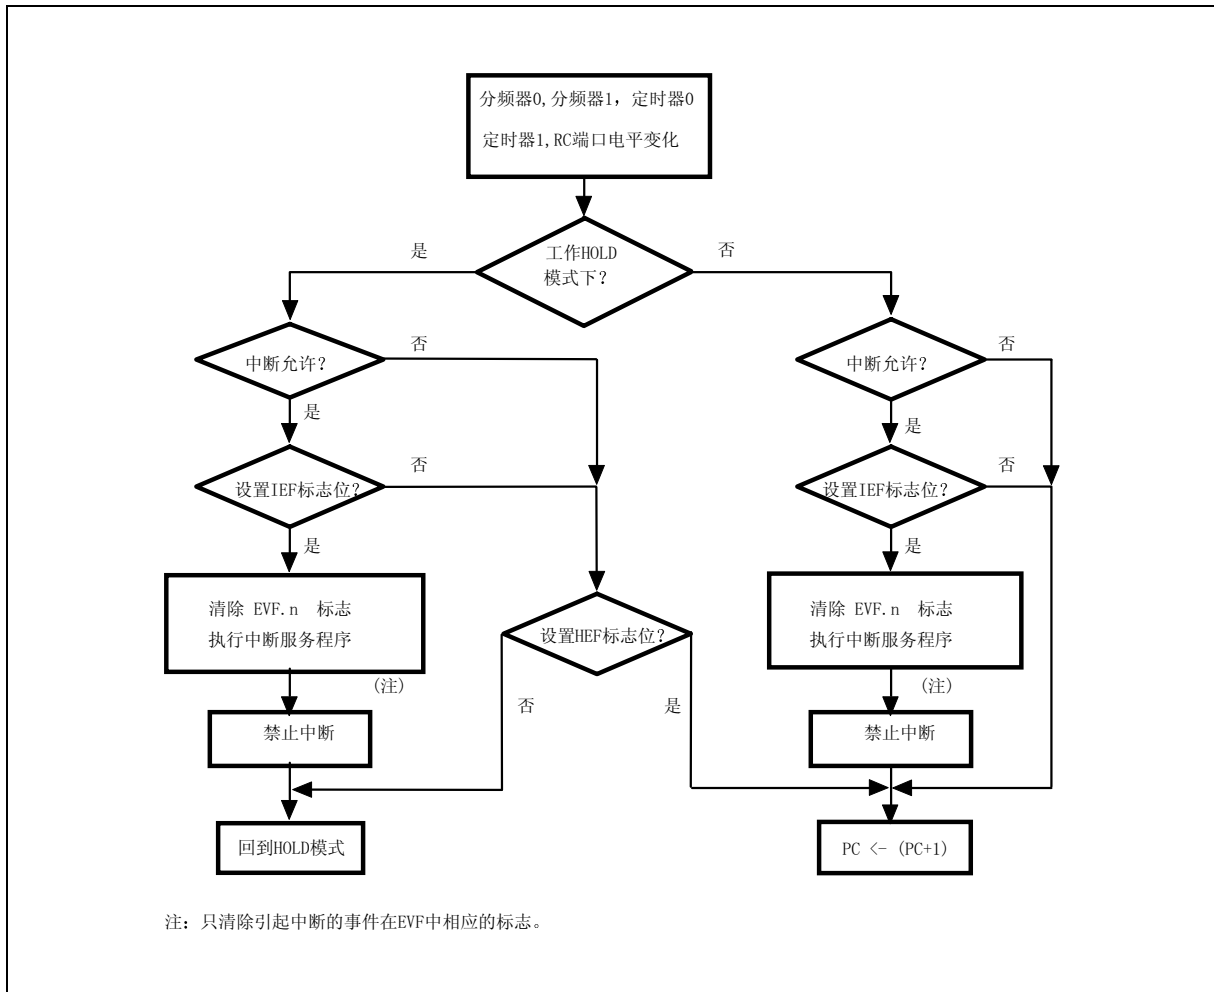 分频器0,分频器1，定时器0
定时器1,RC端口电平变化
工作HOLD
模式下？
是
否
中断允许？
否
中断允许？
否
是
是
设置IEF标志位？
否
设置IEF标志位？
否
是
是
清除 EVF.n 标志
执行中断服务程序
(注)
设置HEF标志位？
清除 EVF.n 标志
执行中断服务程序
(注)
否
是
禁止中断
禁止中断
回到HOLD模式
PC <- (PC+1)
注：只清除引起中断的事件在EVF中相应的标志。